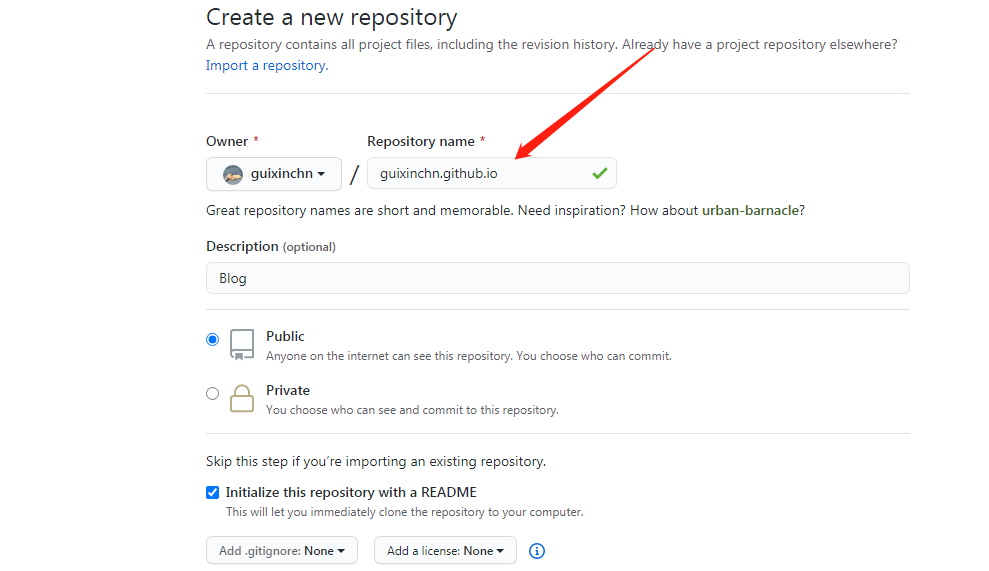 Create a new repository
A repository contains all project files, including the revision history. Already have a project repository elsewhere?
Import a repository.
Owner * Repository name *
guixinchn / guixinchn.github.io
Great repository names are short and memorable. Need inspiration? How about urban-barnacle?
Description (optional)
Blog
Public
Anyone on the internet can see this repository. You choose who can commit.
Private
You choose who can see and commit to this repository.
Skip this step if you're importing an existing repository.
Initialize this repository with a README
This will let you immediately clone the repository to your computer.
Add .gitignore: None Add a license: None